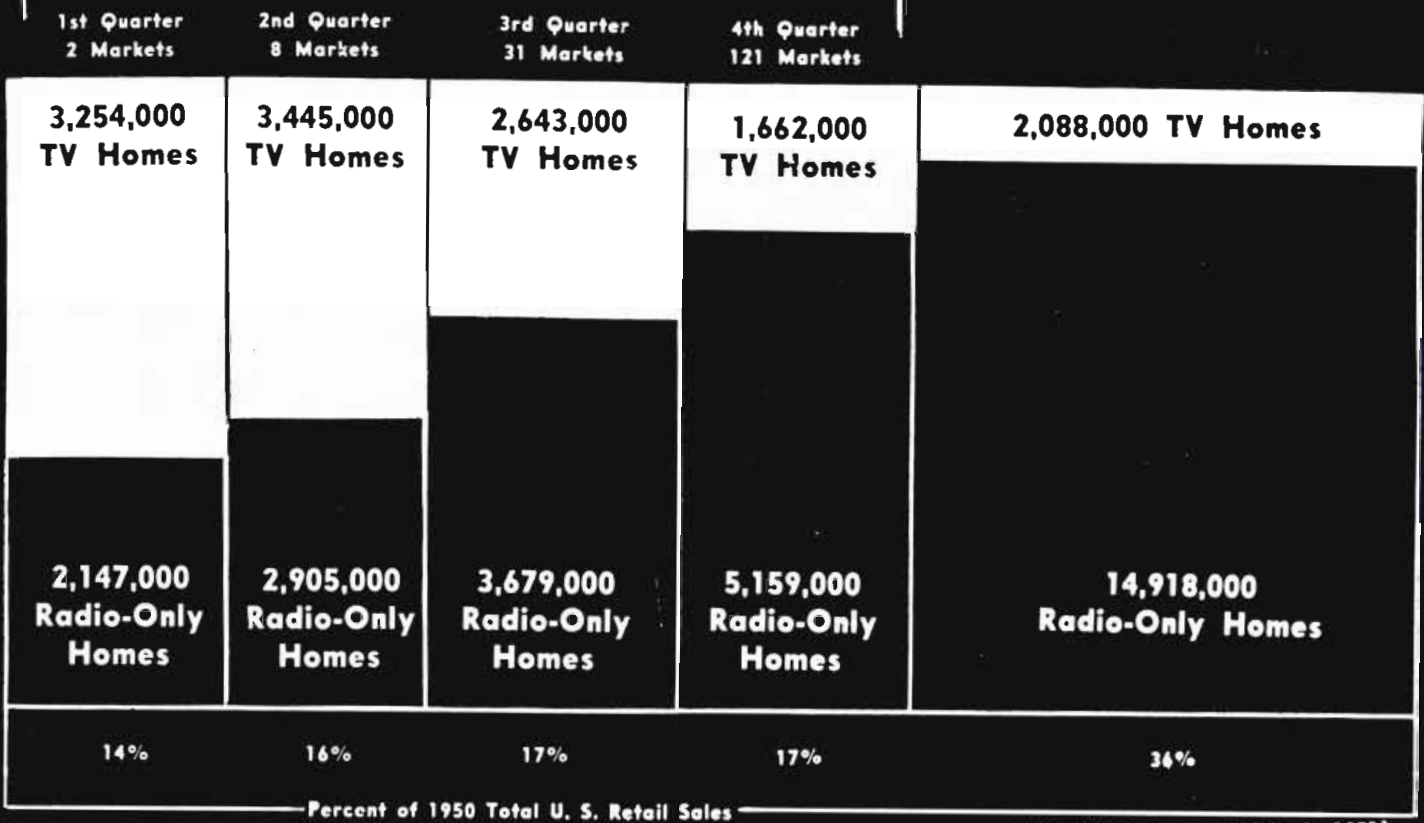 1st Quarter
2 Markets
2nd Quarter
8 Markets
3rd Quarter
31 Markets
4th Quarter
121 Markets
3,254,000
TV Homes
3,445,000
TV Homes
2,643,000
TV Homes
1,662,000
TV Homes
2,088,000 TV Homes
2,147,000
Radio-Only
Homes
2,905,000
Radio-Only
Homes
3,679,000
Radio-Only
Homes
5,159,000
Radio-Only
Homes
14,918,000
Radio-Only Homes
14%
16%
17%
17%
36%
Percent of 1950 Total U. S. Retail Sales